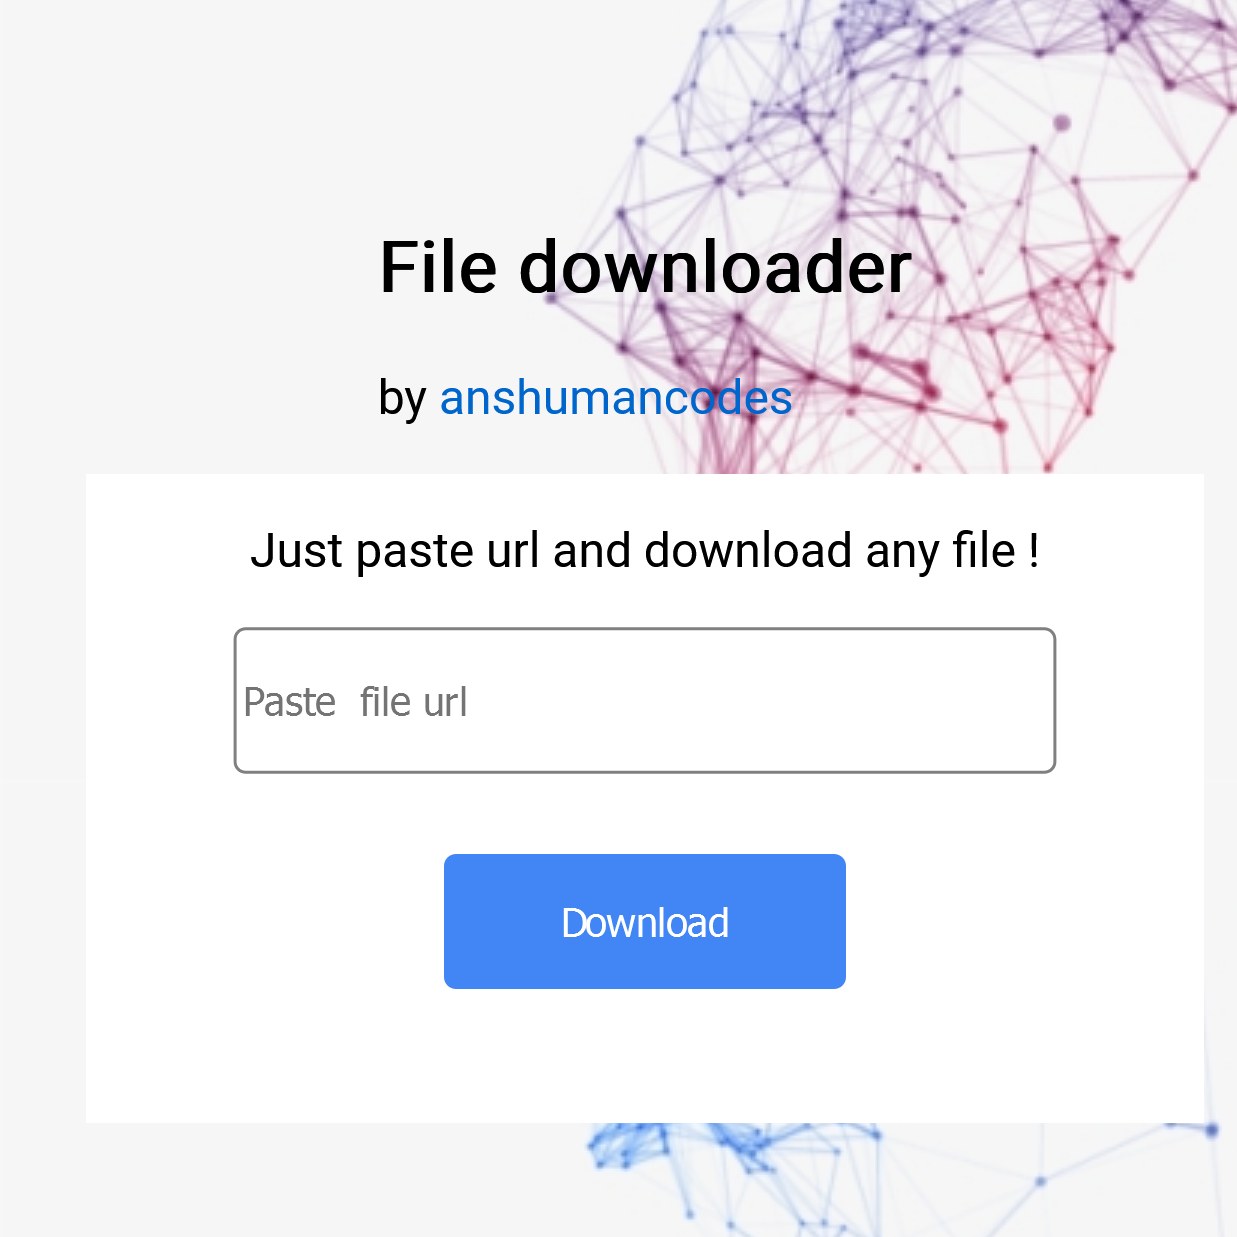 File downloader
by anshumancodes
Just paste url and download any file !
Paste  file url
Download